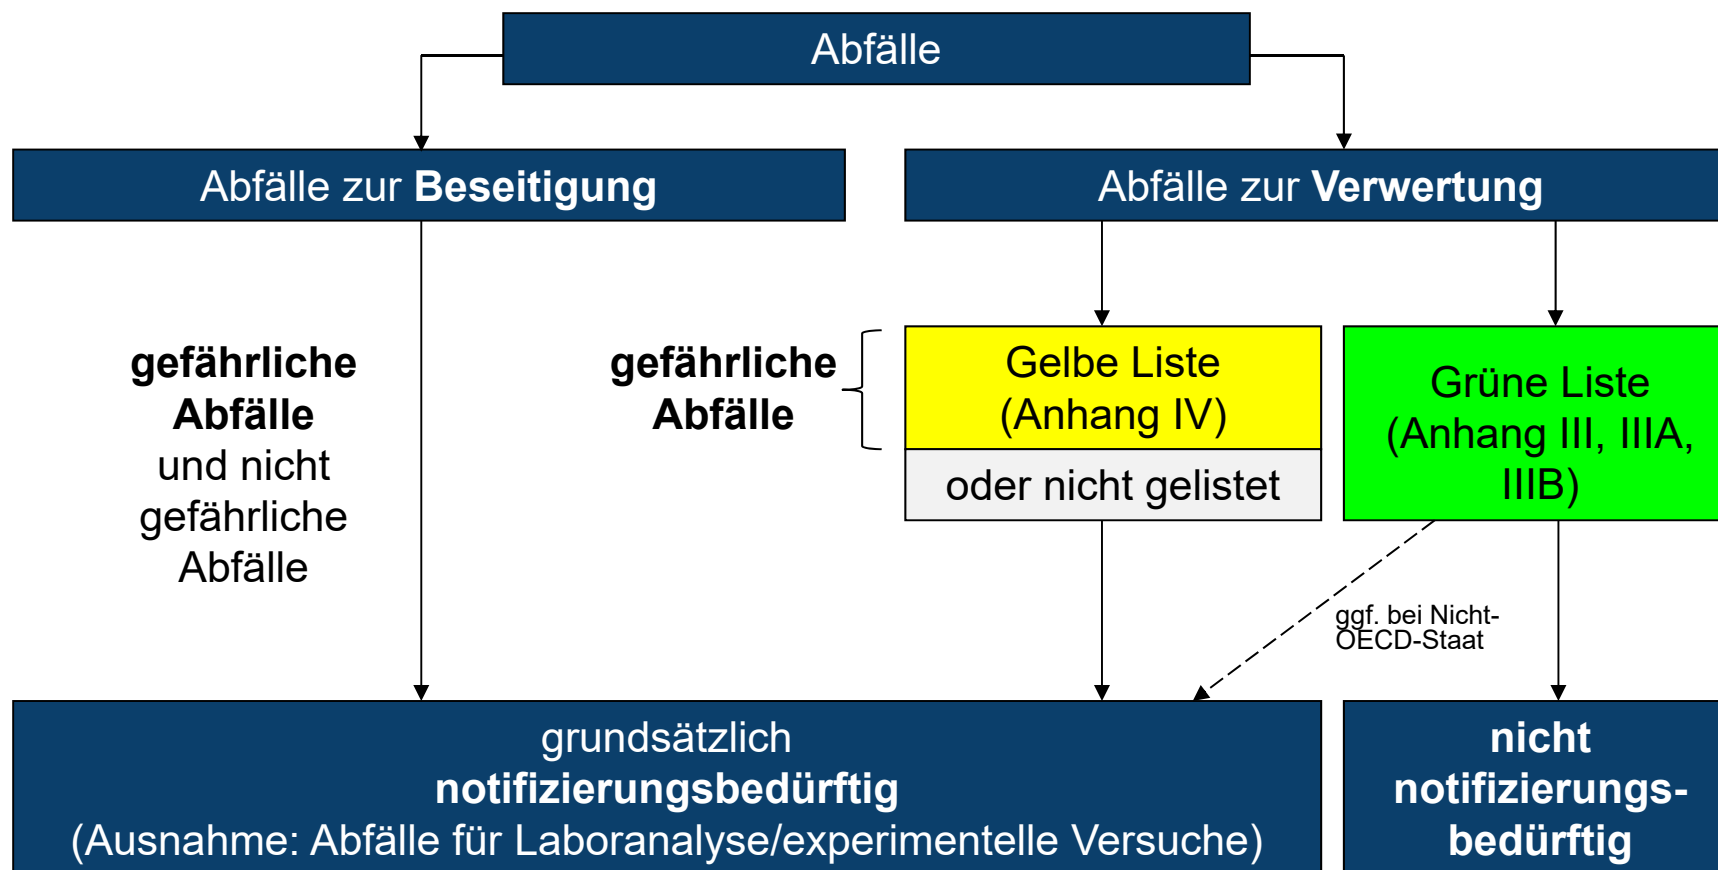 Abfälle
Abfälle zur Beseitigung
Abfälle zur Verwertung
gefährliche
Abfälle
und nicht
gefährliche
Abfälle
gefährliche
Abfälle
Gelbe Liste
(Anhang IV)
oder nicht gelistet
Grüne Liste
(Anhang III, IIIA,
IIIB)
ggf. bei Nicht-
OECD-Staat
grundsätzlich
notifizierungsbedürftig
(Ausnahme: Abfälle für Laboranalyse/experimentelle Versuche)
nicht
notifizierungs-
bedürftig